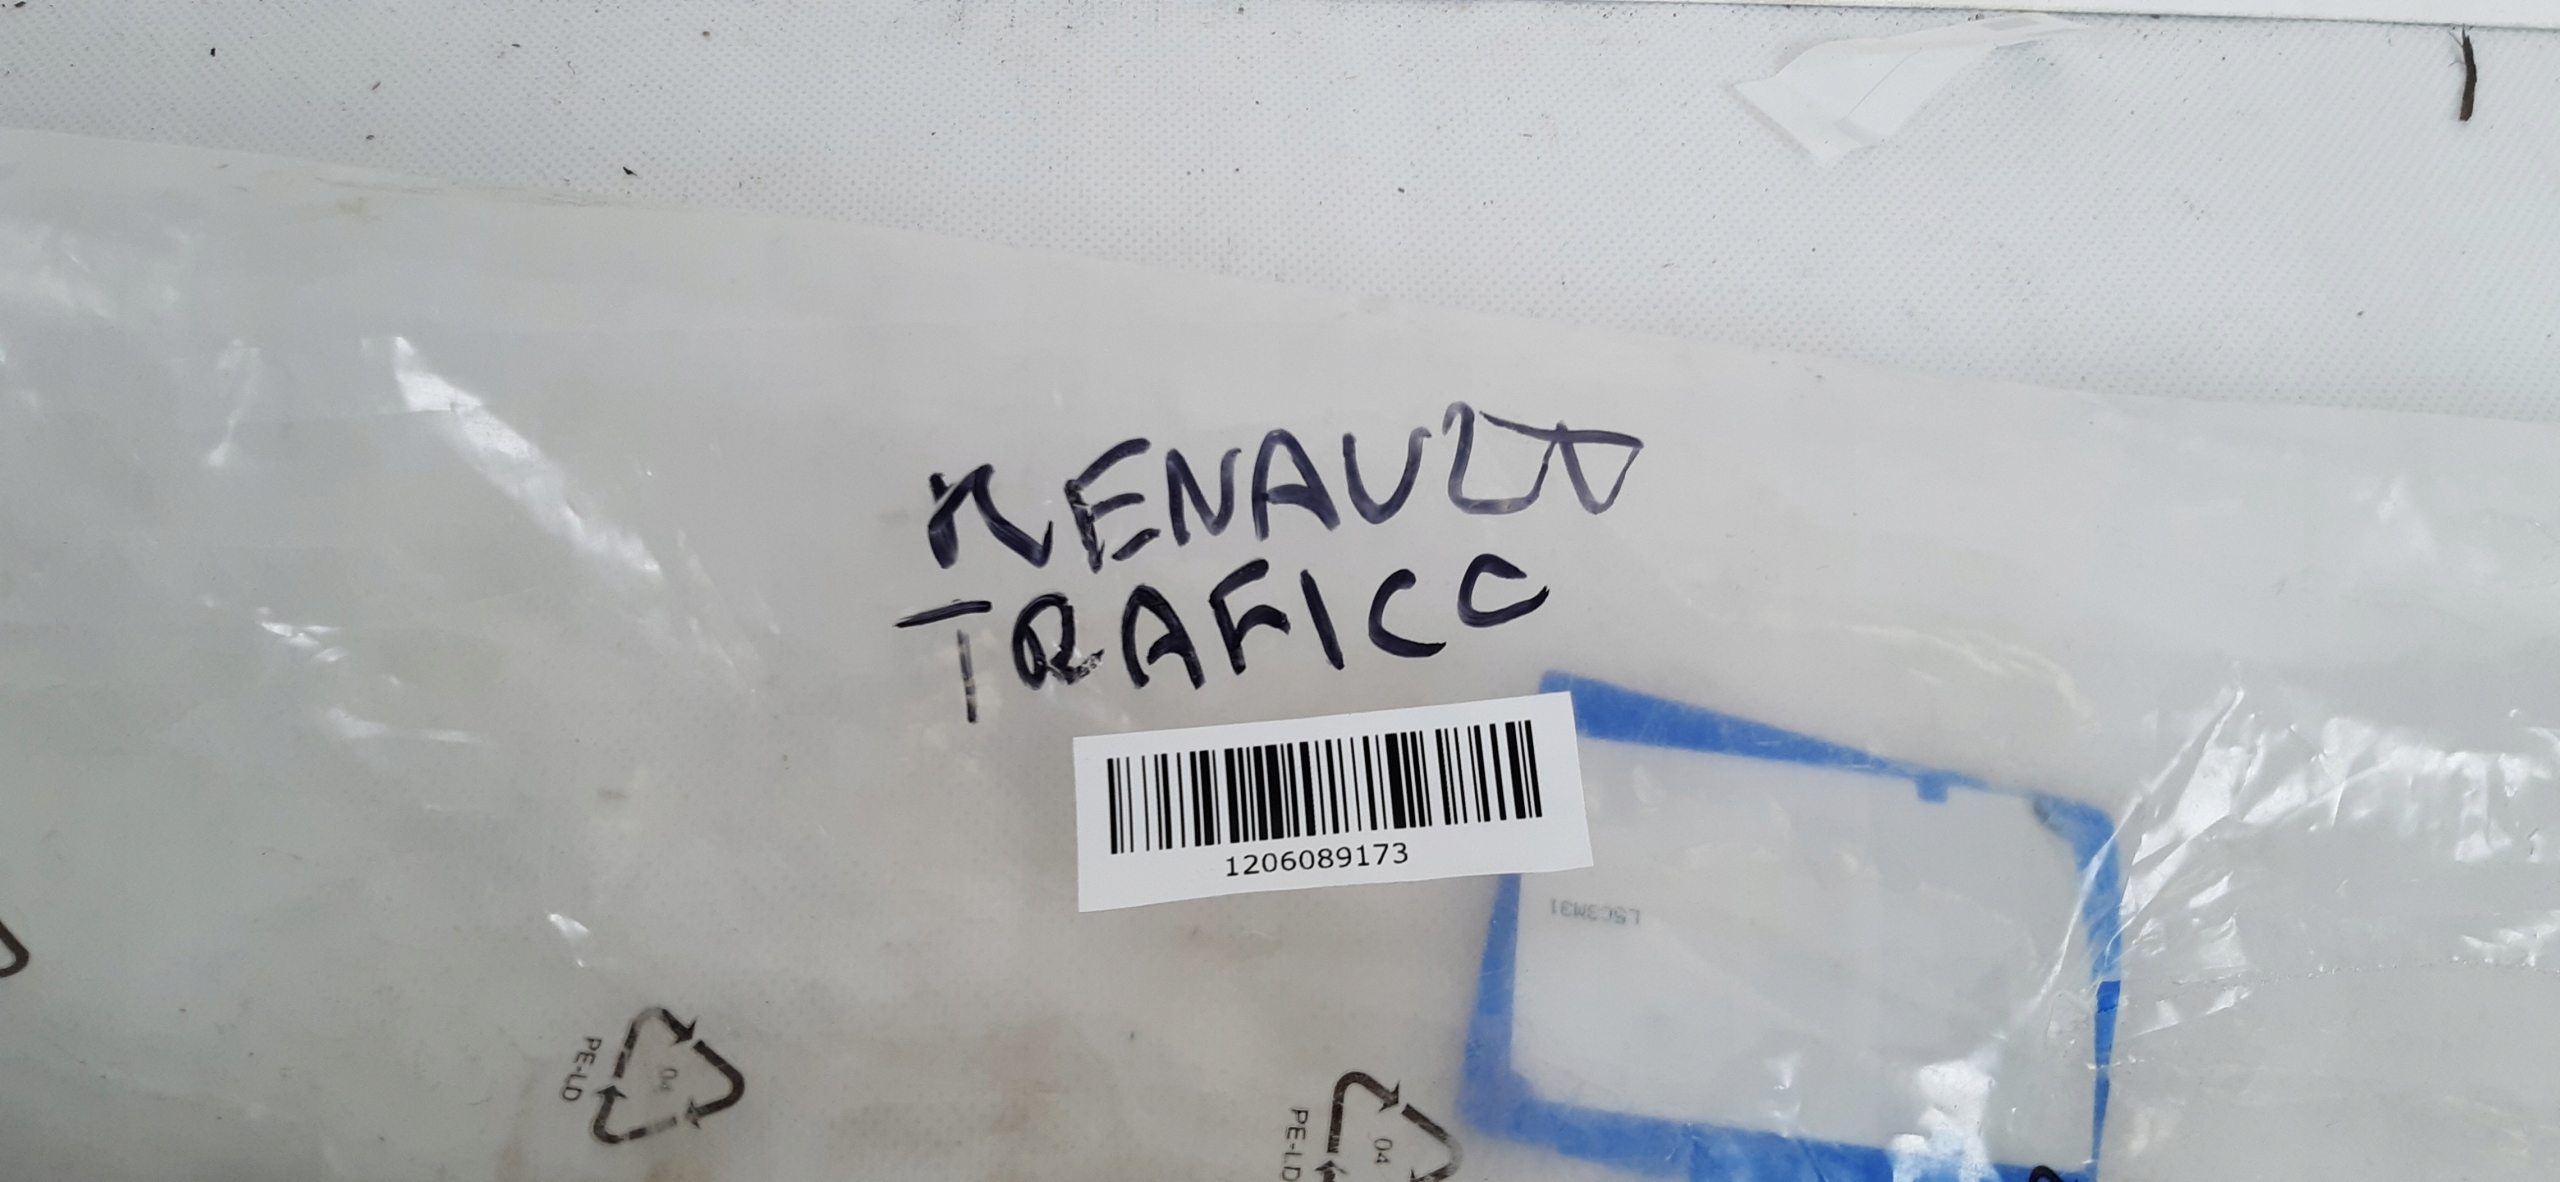 RENAULT
TRAFICC
1206089173
LSC3M31
04
PE-LD
04
PE-LD